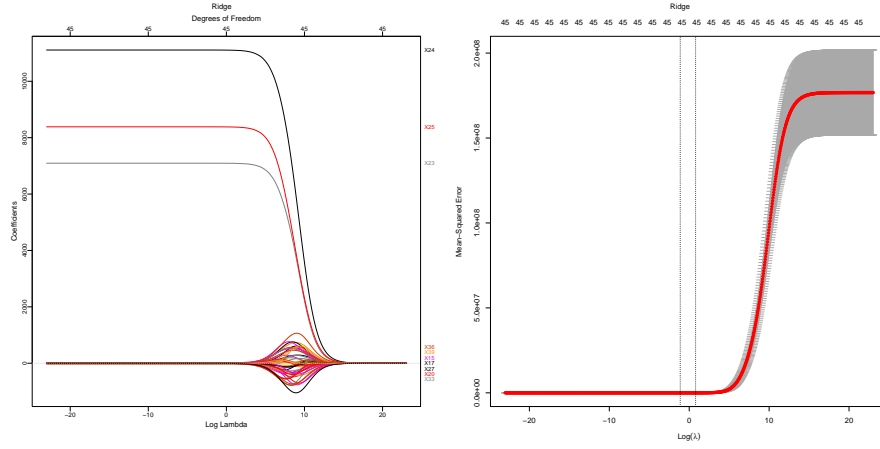 Ridge
Degrees of Freedom
45 45 45 45 45
Coefficients
0 2000 4000 6000 8000 10000
X24
X25
X23
X36
X39
X15
X17
X27
X20
X33
−20 −10 0 10 20
Log Lambda
Ridge
45 45 45 45 45 45 45 45 45 45 45 45 45 45 45 45
Mean−Squared Error
0.0e+00 5.0e+07 1.0e+08 1.5e+08 2.0e+08
−20 −10 0 10 20
Log(λ)